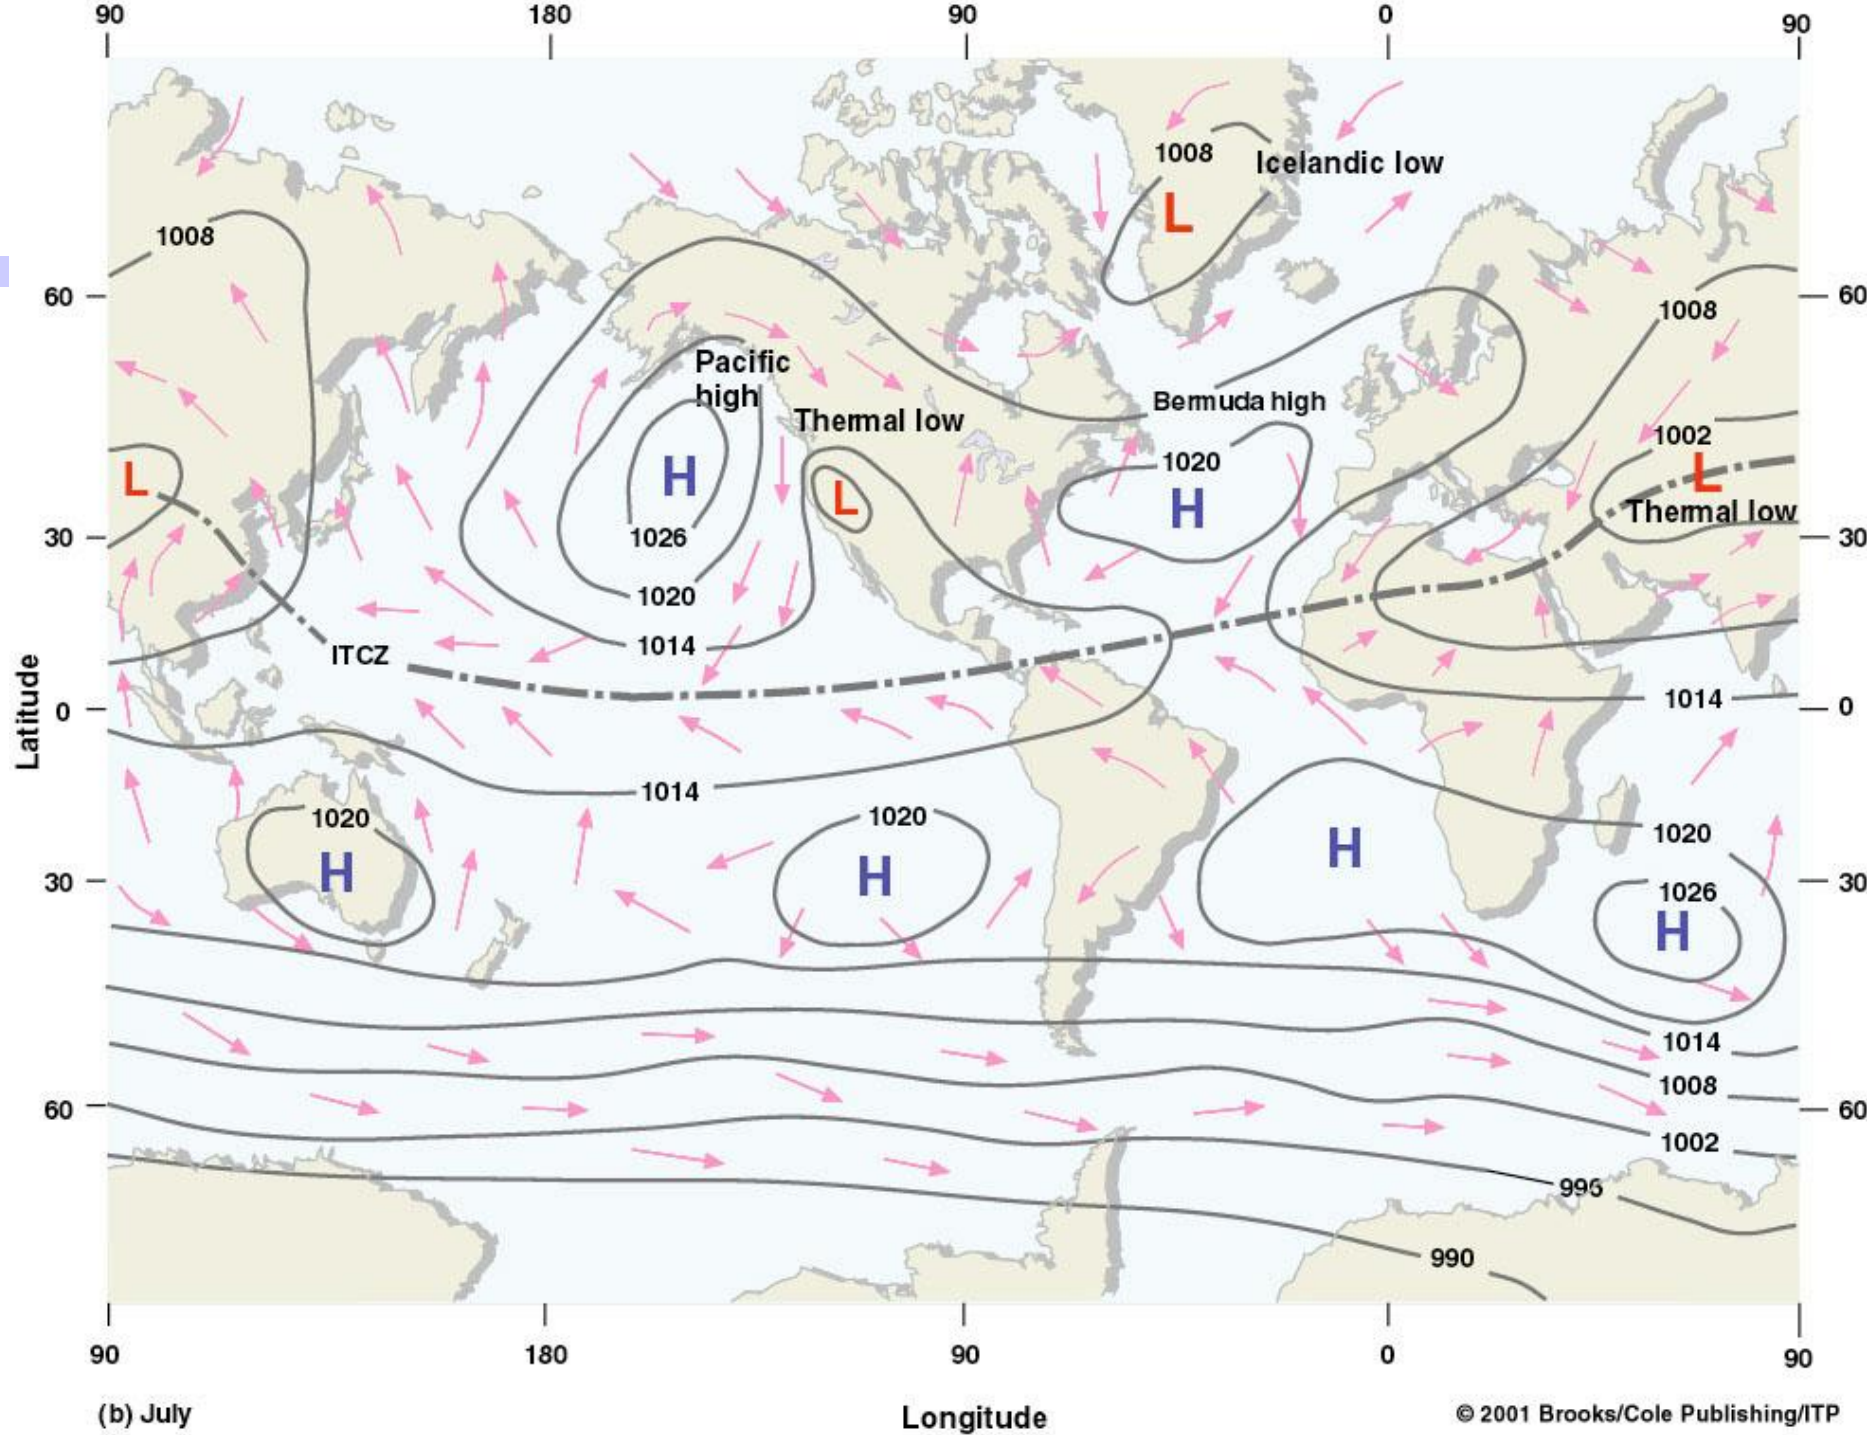 90 180 90 0 90
1008
Icelandic low
1008
60
60
1008
Pacific
high
Bermuda high
Thermal low
1002
1020
L
H
L
H
L
L
Thermal low
1026
30
30
1020
1014
ITCZ
Latitude
1014
0
0
1014
1020
1020
1020
H
H
H
30
30
1026
H
1014
1008
60
60
1002
996
990
90 180 90 0 90
(b) July
Longitude
© 2001 Brooks/Cole Publishing/ITP